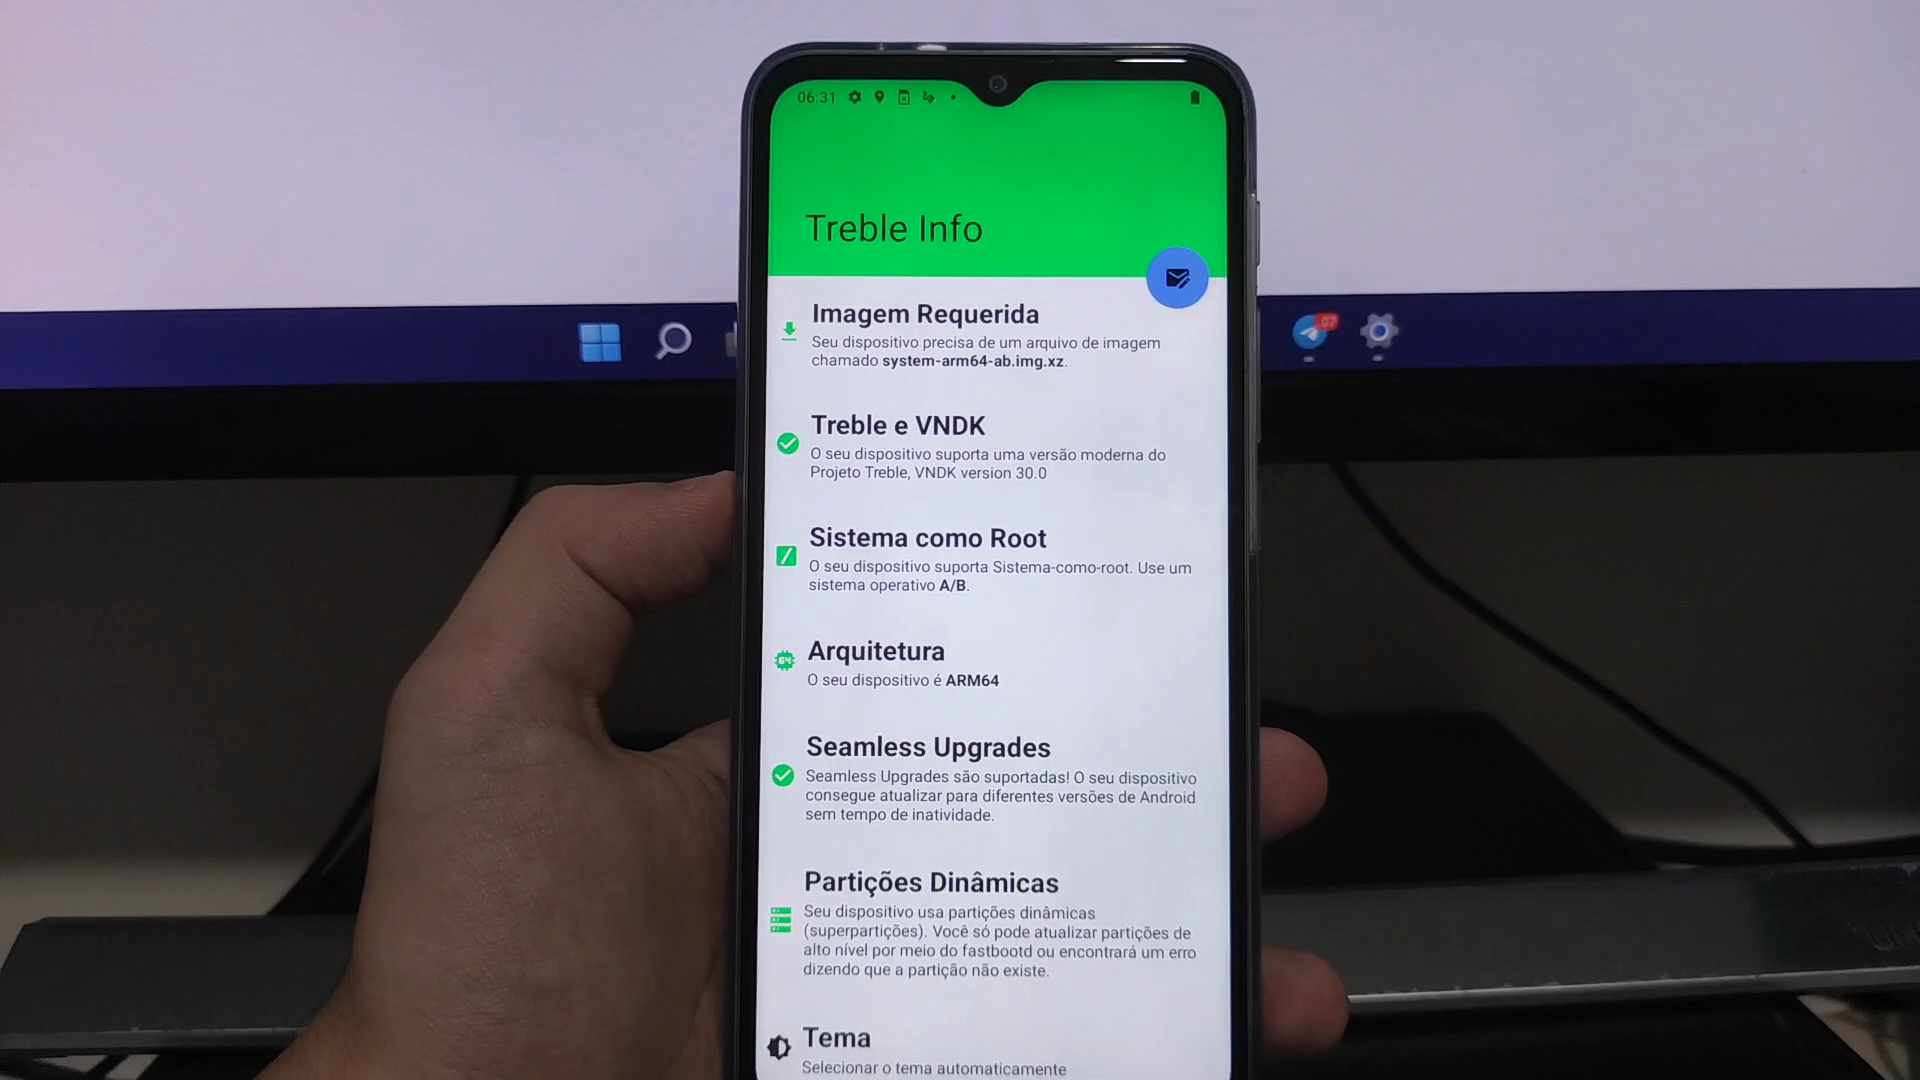 06:31
Treble Info
Imagem Requerida
Seu dispositivo precisa de um arquivo de imagem
chamado system-arm64-ab.img.xz.
Treble e VNDK
O seu dispositivo suporta uma versão moderna do
Projeto Treble, VNDK version 30.0
Sistema como Root
O seu dispositivo suporta Sistema-como-root. Use um
sistema operativo A/B.
Arquitetura
64
O seu dispositivo é ARM64
Seamless Upgrades
Seamless Upgrades são suportadas! O seu dispositivo
consegue atualizar para diferentes versões de Android
sem tempo de inatividade.
Partições Dinâmicas
Seu dispositivo usa partições dinâmicas
(superpartições). Você só pode atualizar partições de
alto nível por meio do fastbootd ou encontrará um erro
dizendo que a partição não existe.
Tema
Selecionar o tema automaticamente